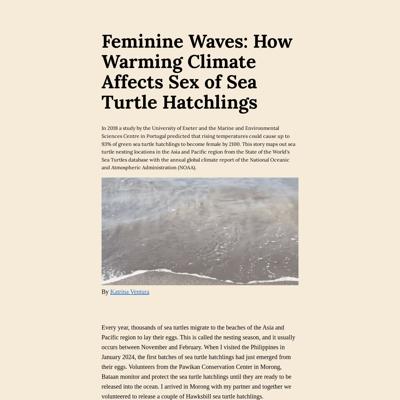 Feminine Waves: How
Warming Climate
Affects Sex of Sea
Turtle Hatchlings
In 2018 a study by the University of Exeter and the Marine and Environmental
Sciences Centre in Portugal predicted that rising temperatures could cause up to
93% of green sea turtle hatchlings to become female by 2100. This story maps out sea
turtle nesting locations in the Asia and Pacific region from the State of the World's
Sea Turtles database with the annual global climate report of the National Oceanic
and Atmospheric Administration (NOAA).
By Katrina Ventura
Every year, thousands of sea turtles migrate to the beaches of the Asia and
Pacific region to lay their eggs. This is called the nesting season, and it usually
occurs between November and February. When I visited the Philippines in
January 2024, the first batches of sea turtle hatchlings had just emerged from
their eggs. Volunteers from the Pawikan Conservation Center in Morong,
Bataan monitor and protect the sea turtle hatchlings until they are ready to be
released into the ocean. I arrived in Morong with my partner and together we
volunteered to release a couple of Hawksbill sea turtle hatchlings.